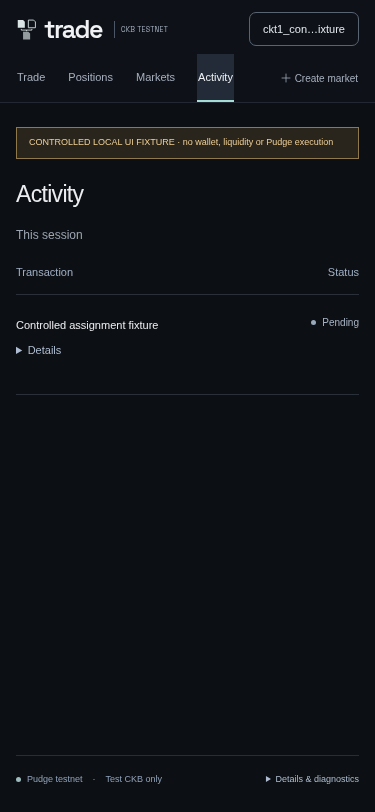 trade CKB TESTNET ckt1_con…ixture
Trade Positions Markets Activity + Create market
CONTROLLED LOCAL UI FIXTURE · no wallet, liquidity or Pudge execution
Activity
This session
Transaction Status
Controlled assignment fixture Pending
Details
Pudge testnet · Test CKB only Details & diagnostics